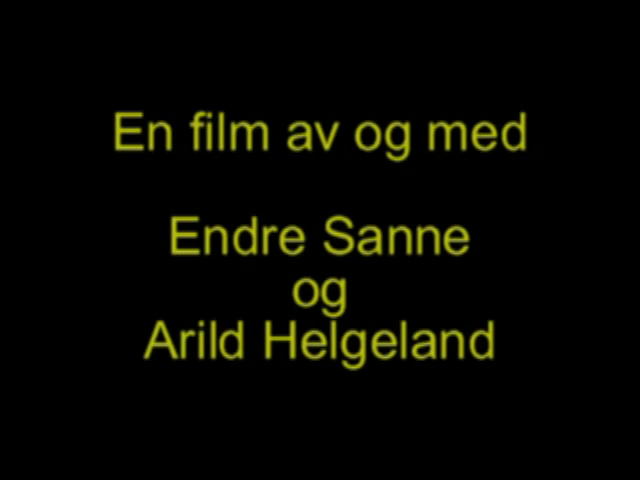 En film av og med
Endre Sanne
og
Arild Helgeland